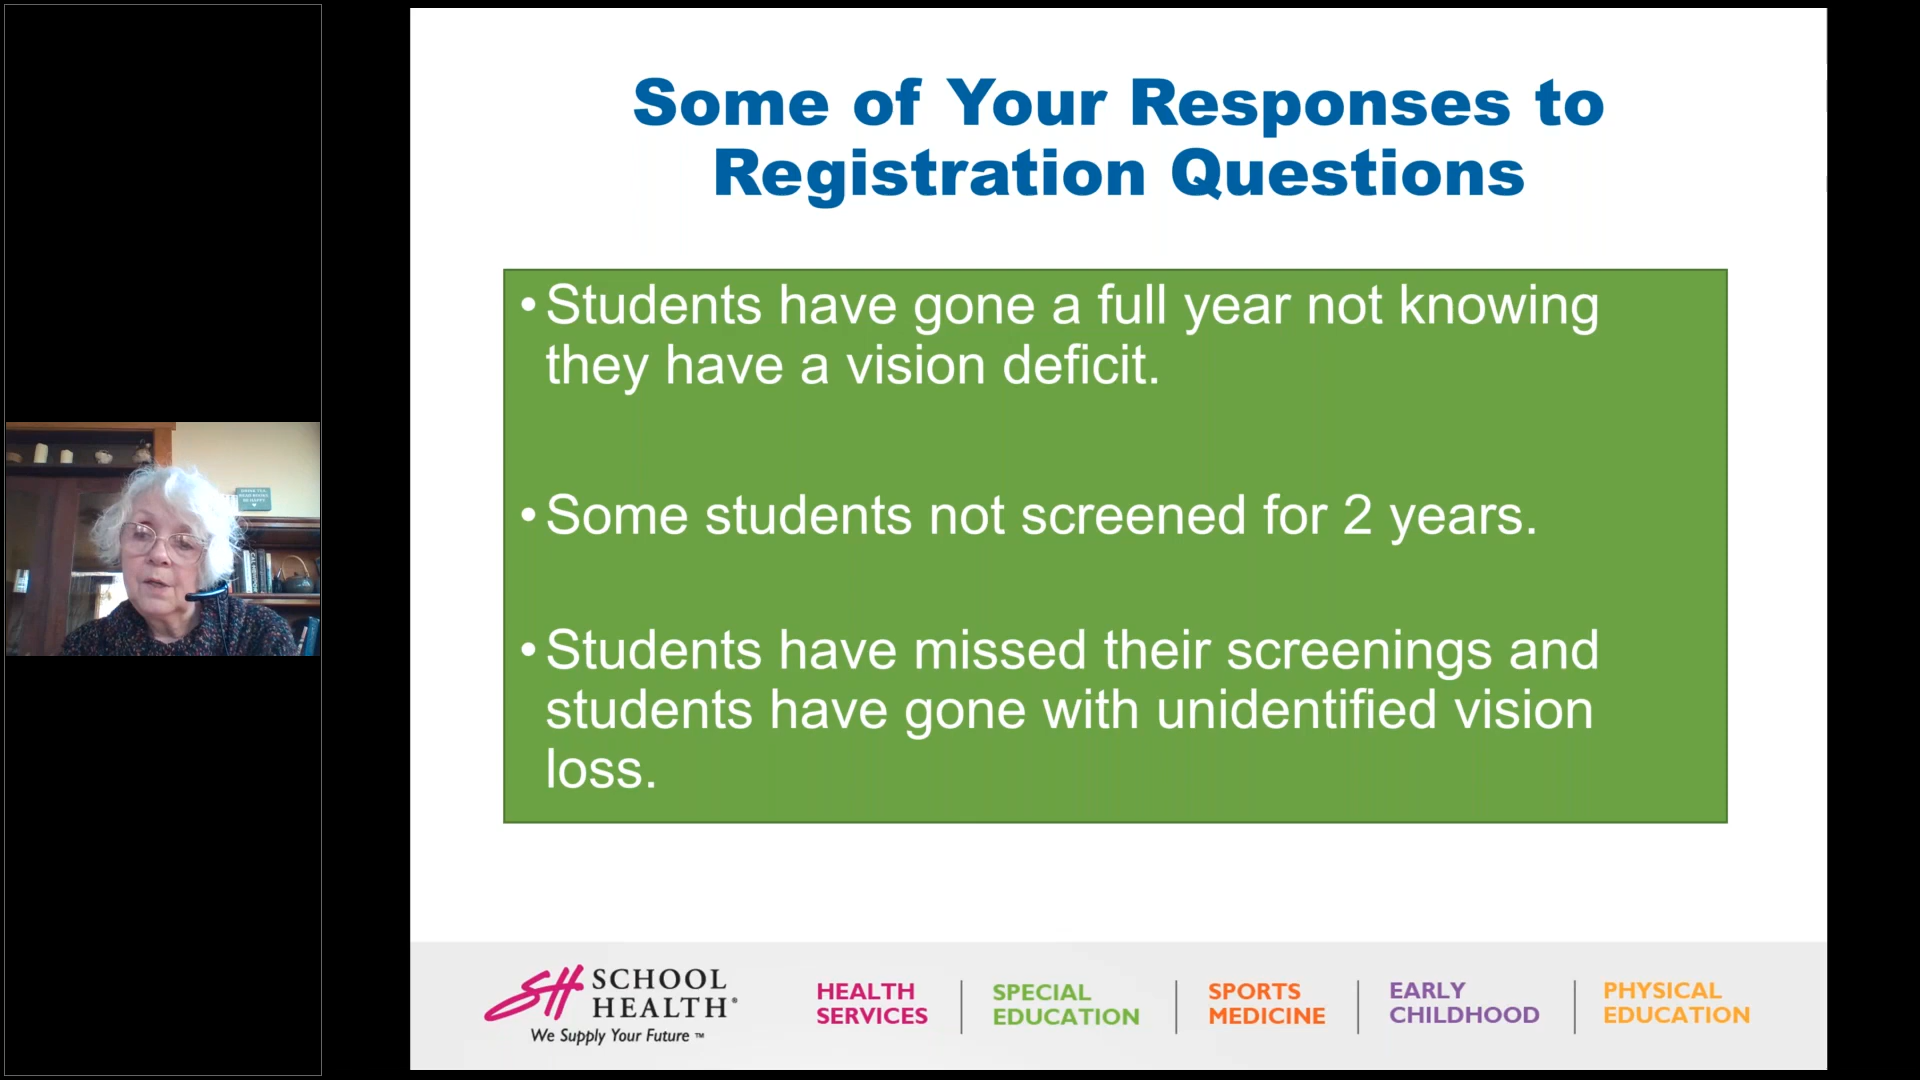 Some of Your Responses to
Registration Questions
•Students have gone a full year not knowing
they have a vision deficit.
•Some students not screened for 2 years.
•Students have missed their screenings and
students have gone with unidentified vision
loss.
SH SCHOOL
HEALTH®
We Supply Your Future ™
HEALTH
SERVICES
SPECIAL
EDUCATION
SPORTS
MEDICINE
EARLY
CHILDHOOD
PHYSICAL
EDUCATION